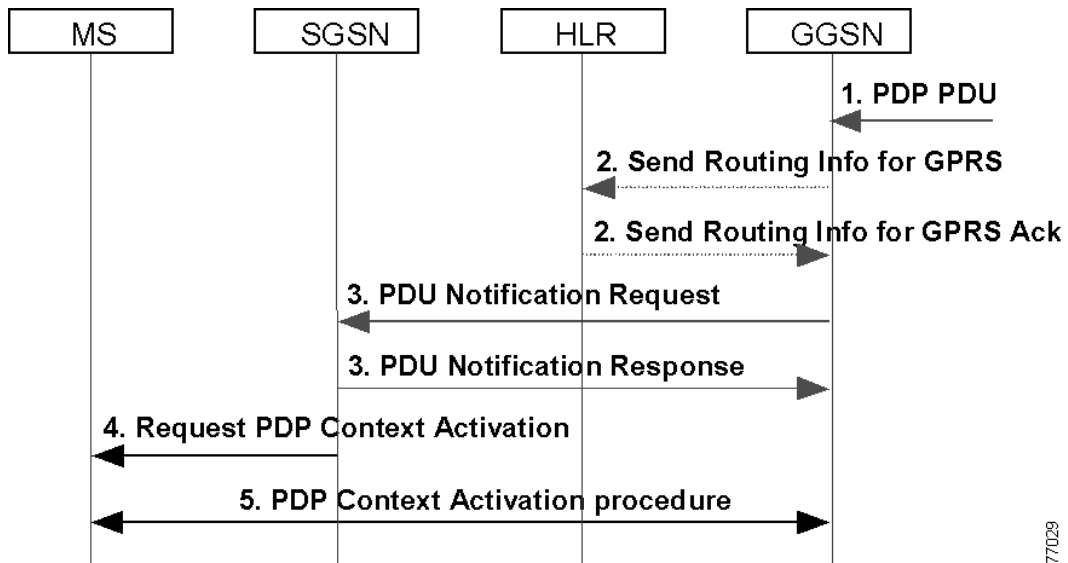 MS SGSN HLR GGSN
1. PDP PDU
2. Send Routing Info for GPRS
2. Send Routing Info for GPRS Ack
3. PDU Notification Request
3. PDU Notification Response
4. Request PDP Context Activation
5. PDP Context Activation procedure
77029